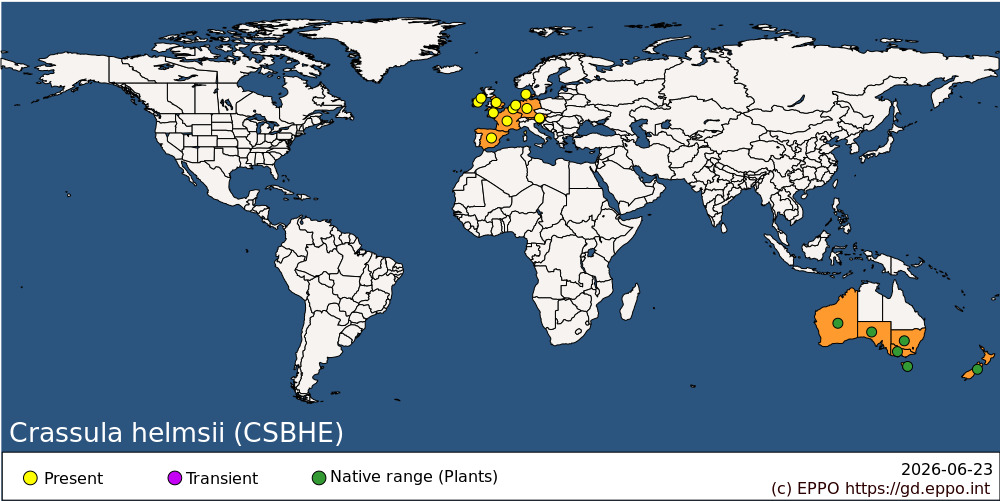 Crassula helmsii (CSBHE)
Present
Transient
Native range (Plants)
2026-06-23
(c) EPPO https://gd.eppo.int